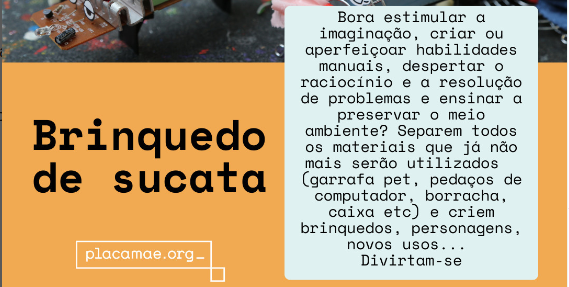 Brinquedo
de sucata
placamae.org_
Bora estimular a
imaginação, criar ou
aperfeiçoar habilidades
manuais, despertar o
raciocínio e a resolução
de problemas e ensinar a
preservar o meio
ambiente? Separem todos
os materiais que já não
mais serão utilizados
(garrafa pet, pedaços de
computador, borracha,
caixa etc) e criem
brinquedos, personagens,
novos usos...
Divirtam-se